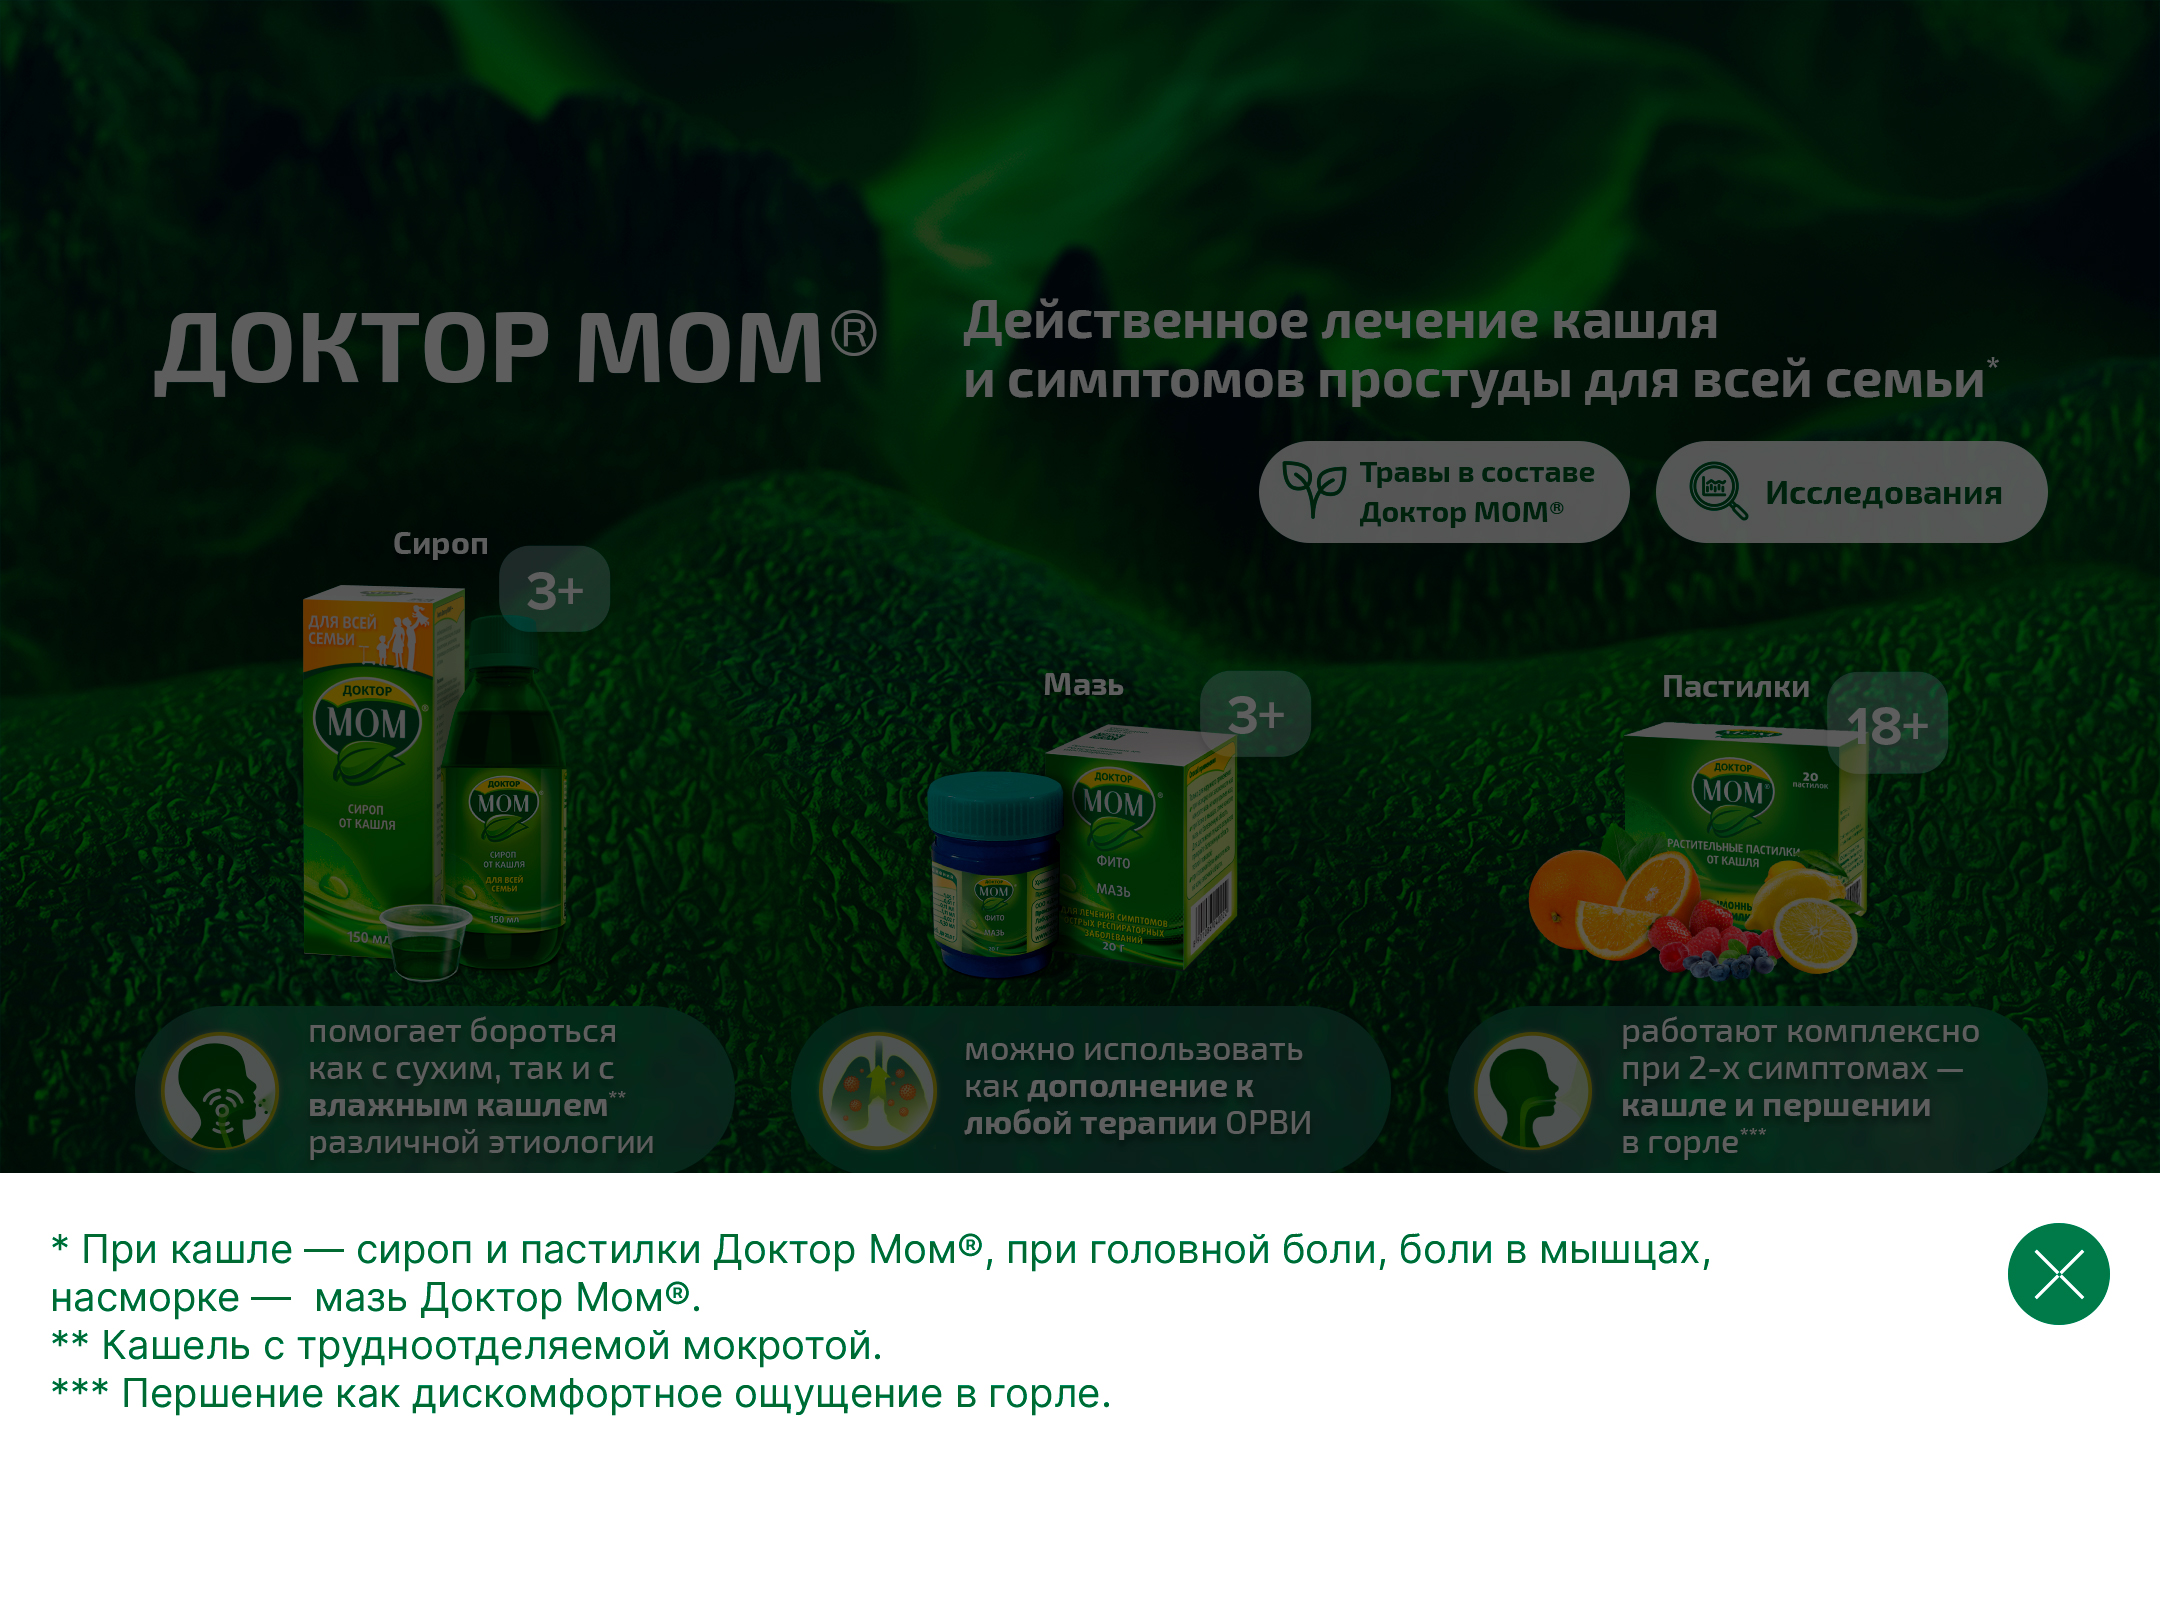 ДОКТОР МОМ®
Действенное лечение кашля
и симптомов простуды для всей семьи*
Травы в составе
Доктор МОМ®
Исследования
Сироп
3+
ДЛЯ ВСЕЙ
СЕМЬИ
ДОКТОР
МОМ®
СИРОП
ОТ КАШЛЯ
150 мл
ДОКТОР
МОМ
СИРОП
ОТ КАШЛЯ
ДЛЯ ВСЕЙ
СЕМЬИ
150 мл
Мазь
3+
ДОКТОР
МОМ®
ФИТО
МАЗЬ
ДЛЯ ЛЕЧЕНИЯ СИМПТОМОВ
ОСТРЫХ РЕСПИРАТОРНЫХ
ЗАБОЛЕВАНИЙ
20 г
ДОКТОР
МОМ
ФИТО
МАЗЬ
Пастилки
18+
МОМ
ДОКТОР
МОМ®
20
пастилок
РАСТИТЕЛЬНЫЕ ПАСТИЛКИ
ОТ КАШЛЯ
помогает бороться
как с сухим, так и с
влажным кашлем**
различной этиологии
можно использовать
как дополнение к
любой терапии ОРВИ
работают комплексно
при 2-х симптомах —
кашле и першении
в горле***
* При кашле — сироп и пастилки Доктор Мом®, при головной боли, боли в мышцах,
насморке — мазь Доктор Мом®.
** Кашель с трудноотделяемой мокротой.
*** Першение как дискомфортное ощущение в горле.